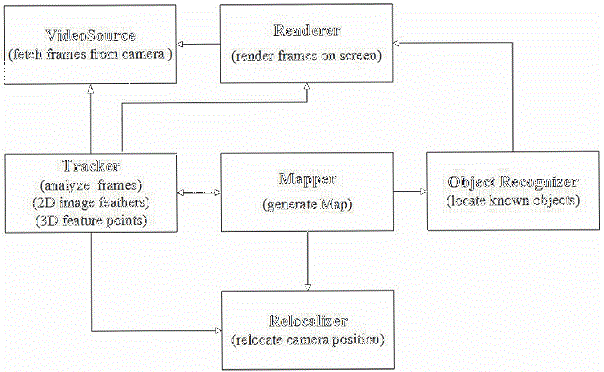 VideoSource
(fetch frames from camera)
Renderer
(render frames on screen)
Tracker
(analyze frames)
(2D image feathers)
(3D feature points)
Mapper
(generate Map)
Object Recognizer
(locate known objects)
Relocalizer
(relocate camera position)